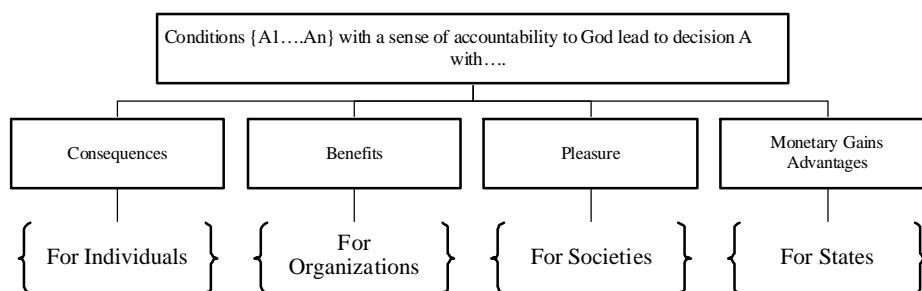 Conditions {A1….An} with a sense of accountability to God lead to decision A
with….
Consequences
Benefits
Pleasure
Monetary Gains
Advantages
For Individuals
For
Organizations
For Societies
For States